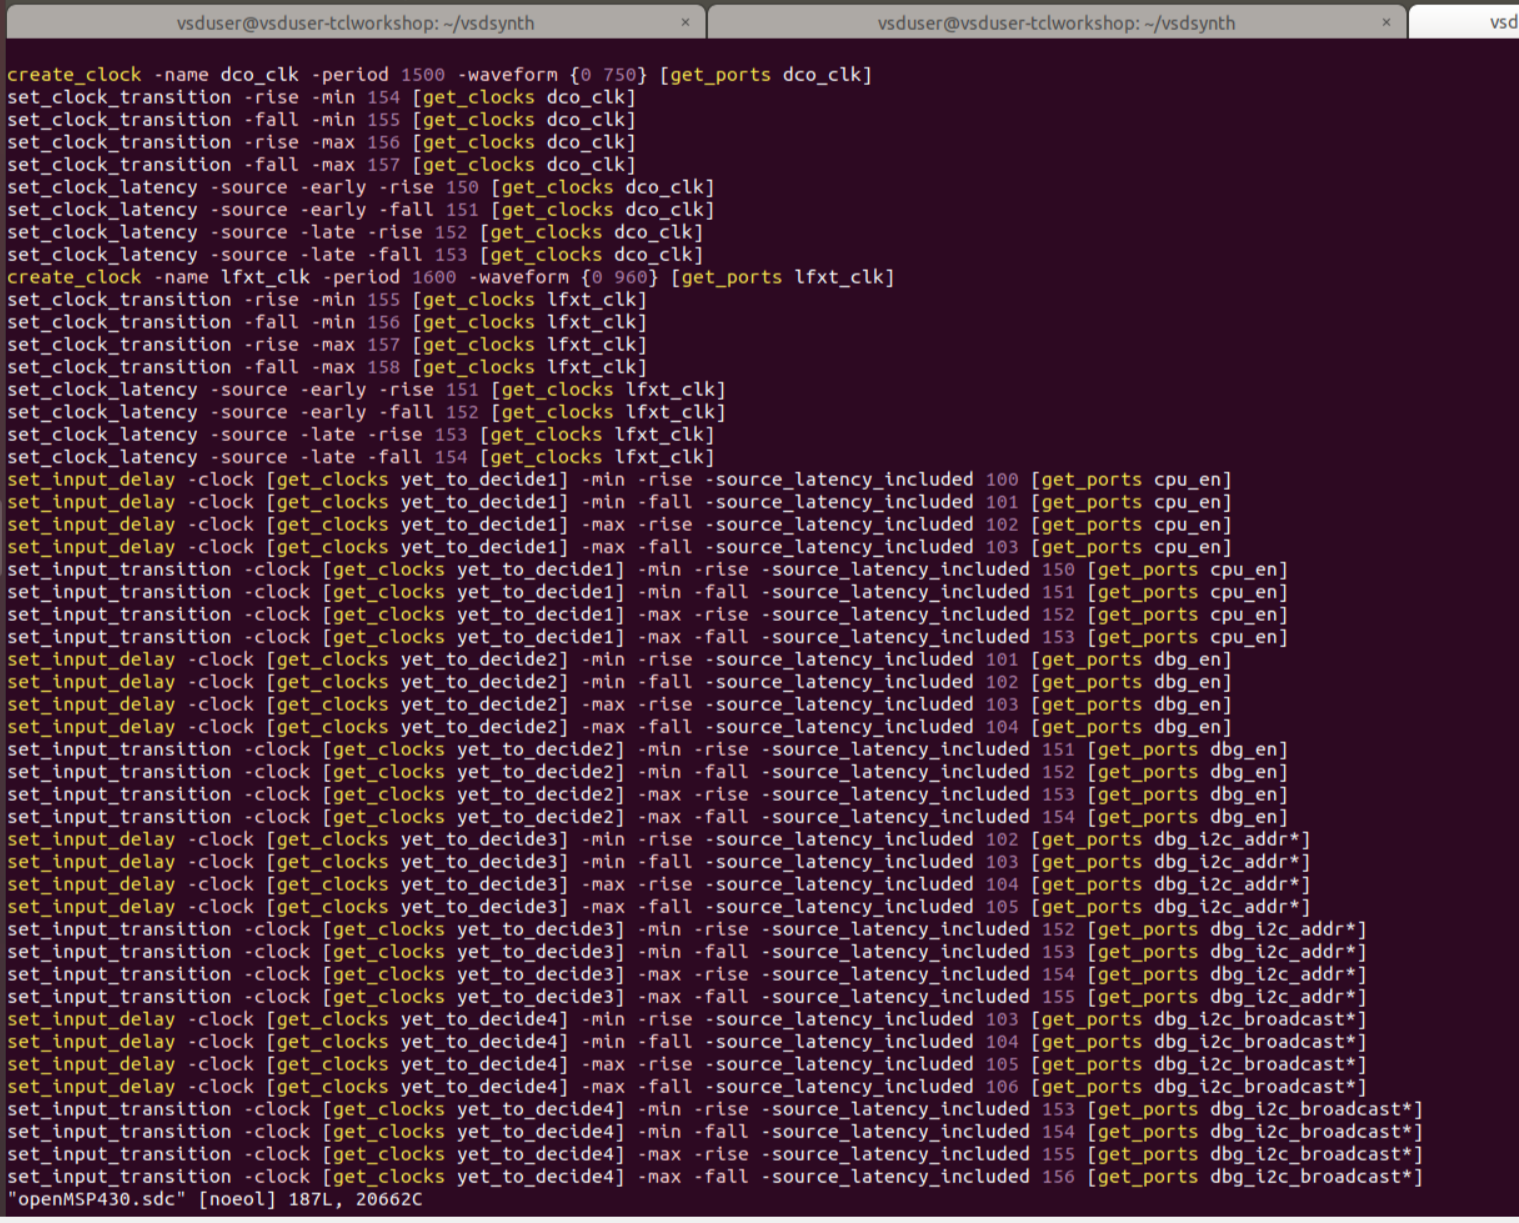 vsduser@vsduser-tclworkshop: ~/vsdsynth × vsduser@vsduser-tclworkshop: ~/vsdsynth × vsd
create_clock -name dco_clk -period 1500 -waveform {0 750} [get_ports dco_clk]
set_clock_transition -rise -min 154 [get_clocks dco_clk]
set_clock_transition -fall -min 155 [get_clocks dco_clk]
set_clock_transition -rise -max 156 [get_clocks dco_clk]
set_clock_transition -fall -max 157 [get_clocks dco_clk]
set_clock_latency -source -early -rise 150 [get_clocks dco_clk]
set_clock_latency -source -early -fall 151 [get_clocks dco_clk]
set_clock_latency -source -late -rise 152 [get_clocks dco_clk]
set_clock_latency -source -late -fall 153 [get_clocks dco_clk]
create_clock -name lfxt_clk -period 1600 -waveform {0 960} [get_ports lfxt_clk]
set_clock_transition -rise -min 155 [get_clocks lfxt_clk]
set_clock_transition -fall -min 156 [get_clocks lfxt_clk]
set_clock_transition -rise -max 157 [get_clocks lfxt_clk]
set_clock_transition -fall -max 158 [get_clocks lfxt_clk]
set_clock_latency -source -early -rise 151 [get_clocks lfxt_clk]
set_clock_latency -source -early -fall 152 [get_clocks lfxt_clk]
set_clock_latency -source -late -rise 153 [get_clocks lfxt_clk]
set_clock_latency -source -late -fall 154 [get_clocks lfxt_clk]
set_input_delay -clock [get_clocks yet_to_decide1] -min -rise -source_latency_included 100 [get_ports cpu_en]
set_input_delay -clock [get_clocks yet_to_decide1] -min -fall -source_latency_included 101 [get_ports cpu_en]
set_input_delay -clock [get_clocks yet_to_decide1] -max -rise -source_latency_included 102 [get_ports cpu_en]
set_input_delay -clock [get_clocks yet_to_decide1] -max -fall -source_latency_included 103 [get_ports cpu_en]
set_input_transition -clock [get_clocks yet_to_decide1] -min -rise -source_latency_included 150 [get_ports cpu_en]
set_input_transition -clock [get_clocks yet_to_decide1] -min -fall -source_latency_included 151 [get_ports cpu_en]
set_input_transition -clock [get_clocks yet_to_decide1] -max -rise -source_latency_included 152 [get_ports cpu_en]
set_input_transition -clock [get_clocks yet_to_decide1] -max -fall -source_latency_included 153 [get_ports cpu_en]
set_input_delay -clock [get_clocks yet_to_decide2] -min -rise -source_latency_included 101 [get_ports dbg_en]
set_input_delay -clock [get_clocks yet_to_decide2] -min -fall -source_latency_included 102 [get_ports dbg_en]
set_input_delay -clock [get_clocks yet_to_decide2] -max -rise -source_latency_included 103 [get_ports dbg_en]
set_input_delay -clock [get_clocks yet_to_decide2] -max -fall -source_latency_included 104 [get_ports dbg_en]
set_input_transition -clock [get_clocks yet_to_decide2] -min -rise -source_latency_included 151 [get_ports dbg_en]
set_input_transition -clock [get_clocks yet_to_decide2] -min -fall -source_latency_included 152 [get_ports dbg_en]
set_input_transition -clock [get_clocks yet_to_decide2] -max -rise -source_latency_included 153 [get_ports dbg_en]
set_input_transition -clock [get_clocks yet_to_decide2] -max -fall -source_latency_included 154 [get_ports dbg_en]
set_input_delay -clock [get_clocks yet_to_decide3] -min -rise -source_latency_included 102 [get_ports dbg_i2c_addr*]
set_input_delay -clock [get_clocks yet_to_decide3] -min -fall -source_latency_included 103 [get_ports dbg_i2c_addr*]
set_input_delay -clock [get_clocks yet_to_decide3] -max -rise -source_latency_included 104 [get_ports dbg_i2c_addr*]
set_input_delay -clock [get_clocks yet_to_decide3] -max -fall -source_latency_included 105 [get_ports dbg_i2c_addr*]
set_input_transition -clock [get_clocks yet_to_decide3] -min -rise -source_latency_included 152 [get_ports dbg_i2c_addr*]
set_input_transition -clock [get_clocks yet_to_decide3] -min -fall -source_latency_included 153 [get_ports dbg_i2c_addr*]
set_input_transition -clock [get_clocks yet_to_decide3] -max -rise -source_latency_included 154 [get_ports dbg_i2c_addr*]
set_input_transition -clock [get_clocks yet_to_decide3] -max -fall -source_latency_included 155 [get_ports dbg_i2c_addr*]
set_input_delay -clock [get_clocks yet_to_decide4] -min -rise -source_latency_included 103 [get_ports dbg_i2c_broadcast*]
set_input_delay -clock [get_clocks yet_to_decide4] -min -fall -source_latency_included 104 [get_ports dbg_i2c_broadcast*]
set_input_delay -clock [get_clocks yet_to_decide4] -max -rise -source_latency_included 105 [get_ports dbg_i2c_broadcast*]
set_input_delay -clock [get_clocks yet_to_decide4] -max -fall -source_latency_included 106 [get_ports dbg_i2c_broadcast*]
set_input_transition -clock [get_clocks yet_to_decide4] -min -rise -source_latency_included 153 [get_ports dbg_i2c_broadcast*]
set_input_transition -clock [get_clocks yet_to_decide4] -min -fall -source_latency_included 154 [get_ports dbg_i2c_broadcast*]
set_input_transition -clock [get_clocks yet_to_decide4] -max -rise -source_latency_included 155 [get_ports dbg_i2c_broadcast*]
set_input_transition -clock [get_clocks yet_to_decide4] -max -fall -source_latency_included 156 [get_ports dbg_i2c_broadcast*]
"openMSP430.sdc" [noeol] 187L, 20662C